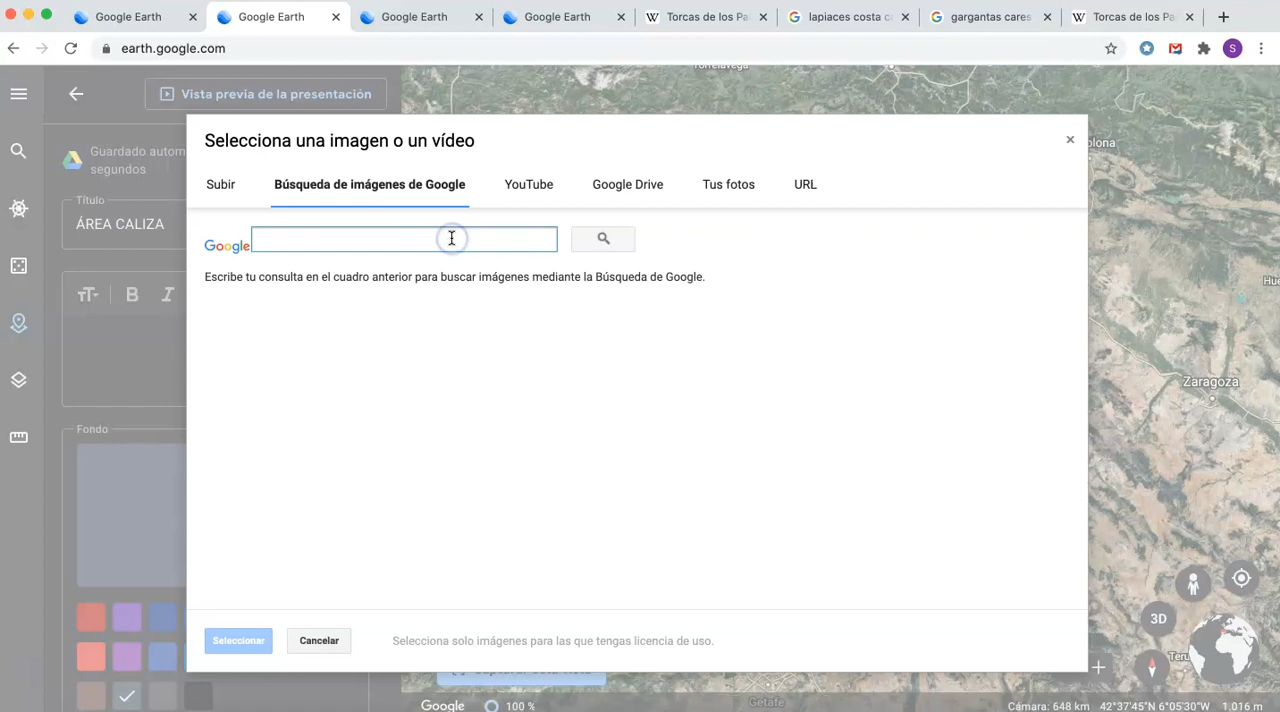 Google Earth
Google Earth
Google Earth
Google Earth
Torcas de los Pa
lapiaces costa c
gargantas cares
Torcas de los Pa
earth.google.com
S
Vista previa de la presentación
Guardado autom
segundos
Título
ÁREA CALIZA
Fondo
Selecciona una imagen o un vídeo
Subir
Búsqueda de imágenes de Google
YouTube
Google Drive
Tus fotos
URL
Google
Escribe tu consulta en el cuadro anterior para buscar imágenes mediante la Búsqueda de Google.
Seleccionar
Cancelar
Selecciona solo imágenes para las que tengas licencia de uso.
Zaragoza
3D
Getafe
Google
100 %
Cámara: 648 km
42°37'45"N 6°05'30"W
1.016 m